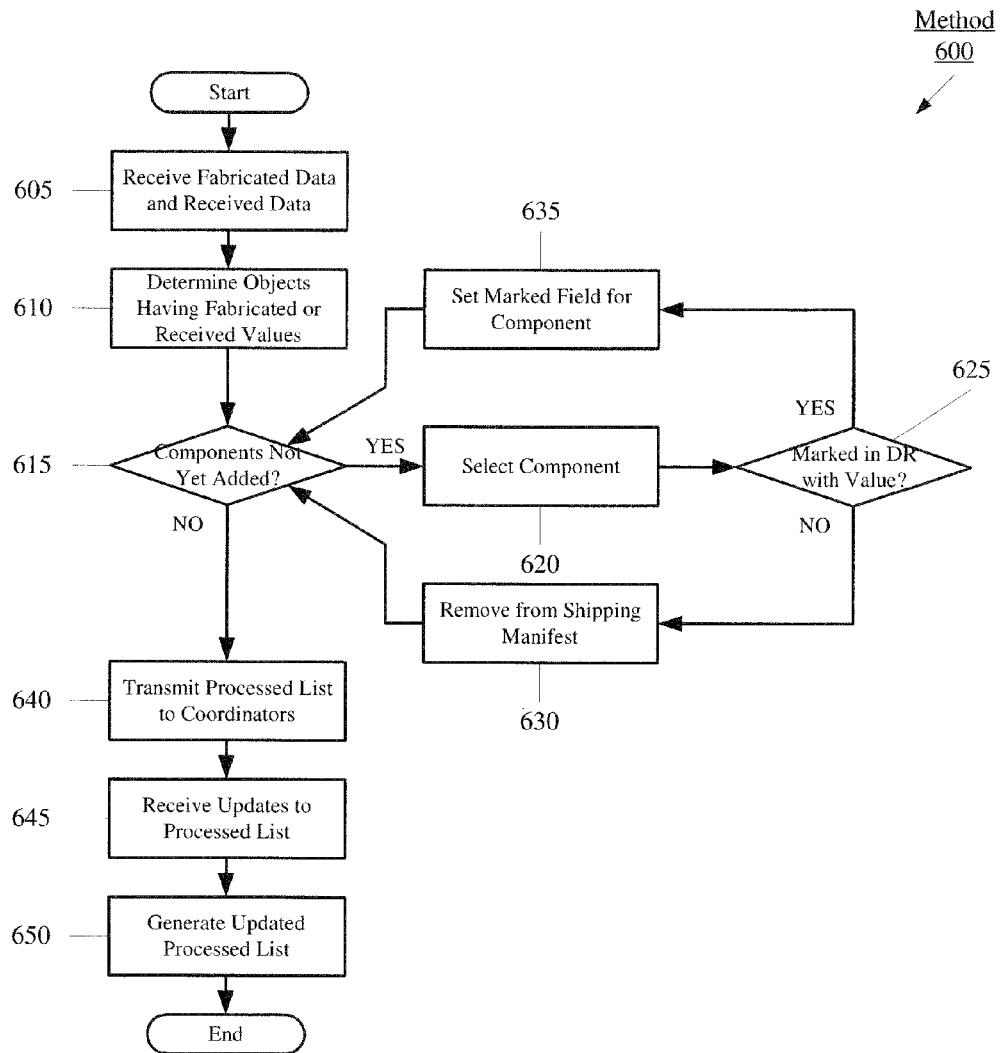 Method
600
Start
605
Receive Fabricated Data
and Received Data
610
Determine Objects
Having Fabricated or
Received Values
635
Set Marked Field for
Component
625
YES
615
Components Not
Yet Added?
YES
Select Component
Marked in DR
with Value?
NO
NO
620
Remove from Shipping
Manifest
630
640
Transmit Processed List
to Coordinators
645
Receive Updates to
Processed List
650
Generate Updated
Processed List
End